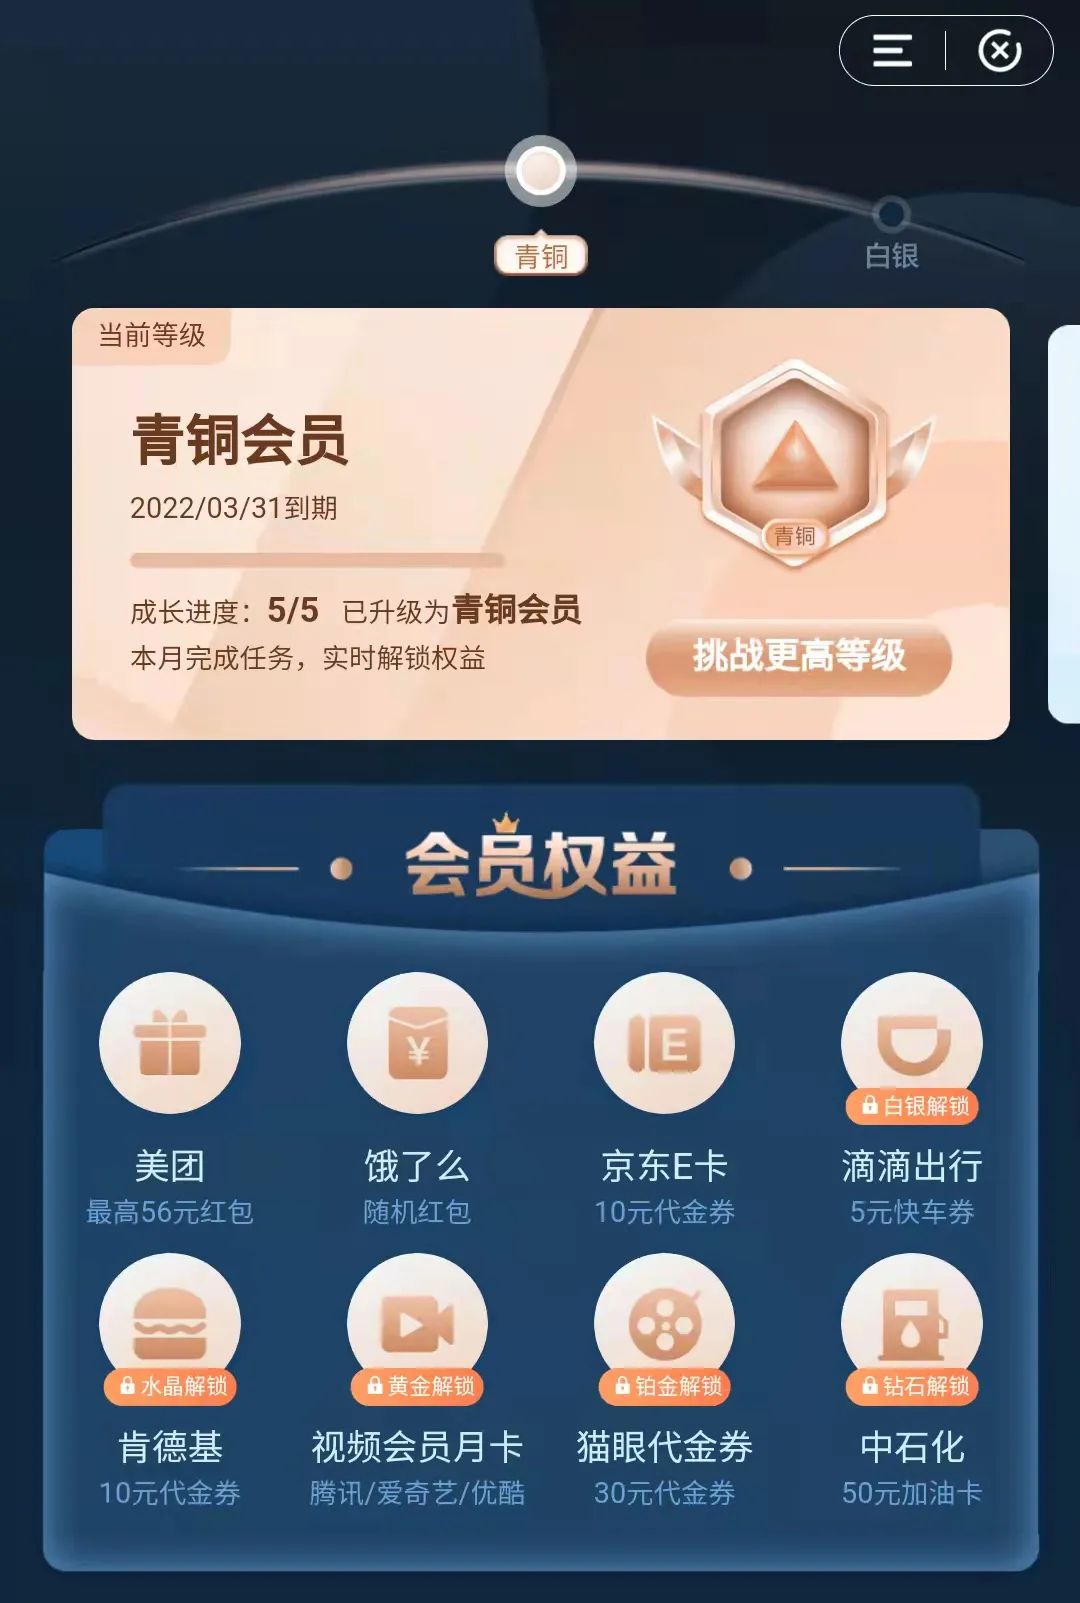 青铜
白银
当前等级
青铜会员
2022/03/31到期
青铜
成长进度：5/5 已升级为青铜会员
本月完成任务，实时解锁权益
挑战更高等级
会员权益
¥
E
白银解锁
美团
饿了么
京东E卡
滴滴出行
最高56元红包
随机红包
10元代金券
5元快车券
水晶解锁
黄金解锁
铂金解锁
钻石解锁
肯德基
视频会员月卡
猫眼代金券
中石化
10元代金券
腾讯/爱奇艺/优酷
30元代金券
50元加油卡